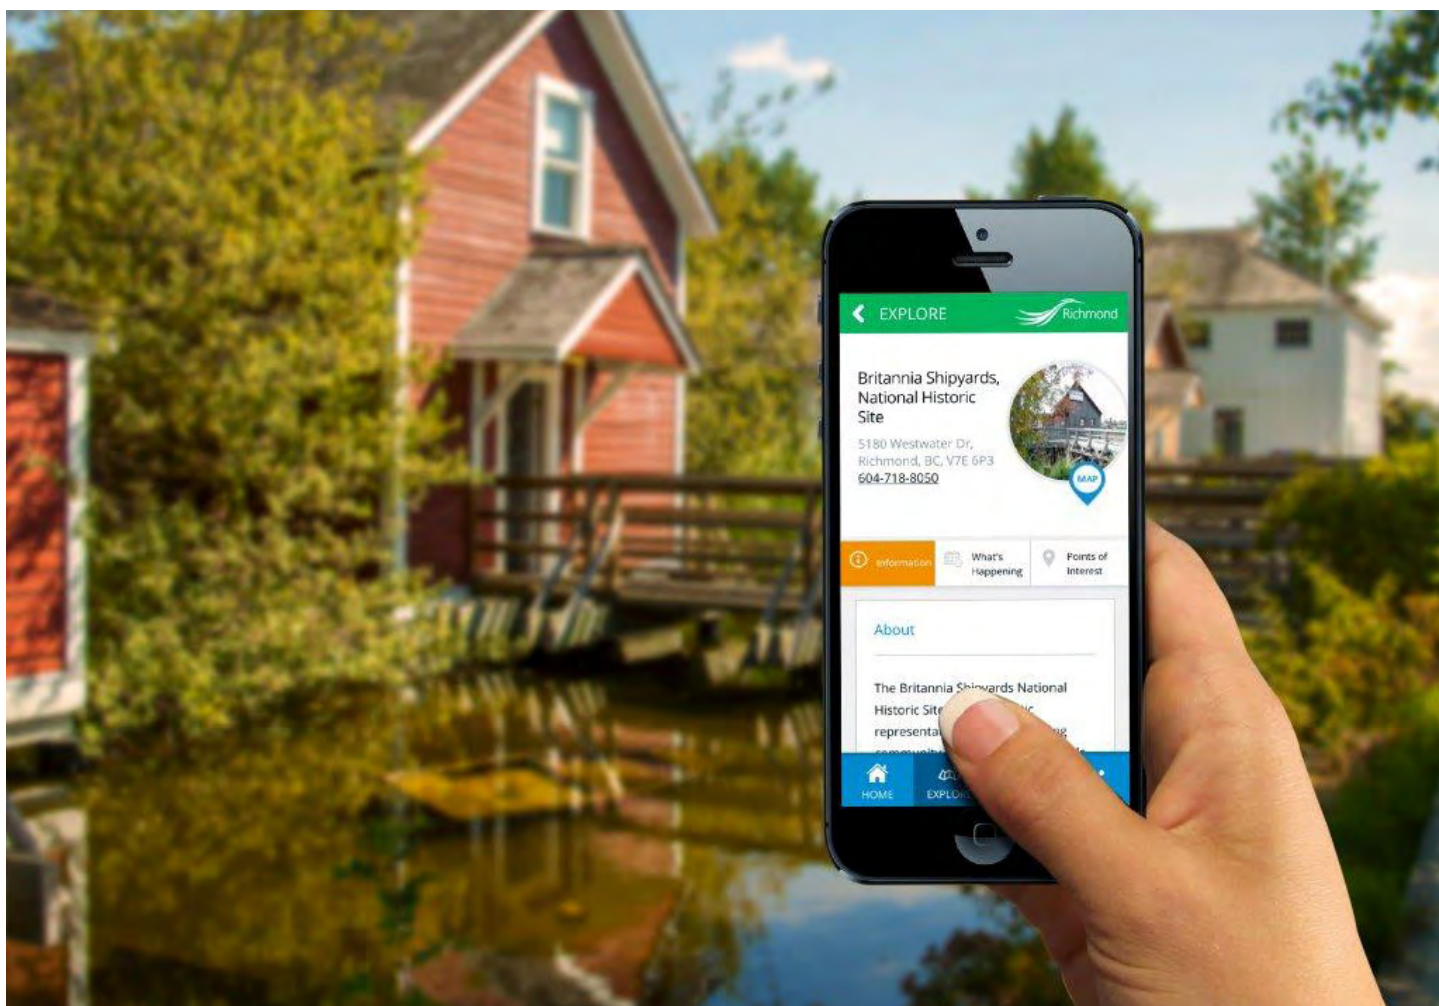 EXPLORE
Richmond
Britannia Shipyards,
National Historic
Site
5180 Westwater Dr,
Richmond, BC, V7E 6P3
604-718-8050
MAP
Information
What's
Happening
Points of
Interest
About
The Britannia Shipyards National
Historic Site
HOME
EXPLORE